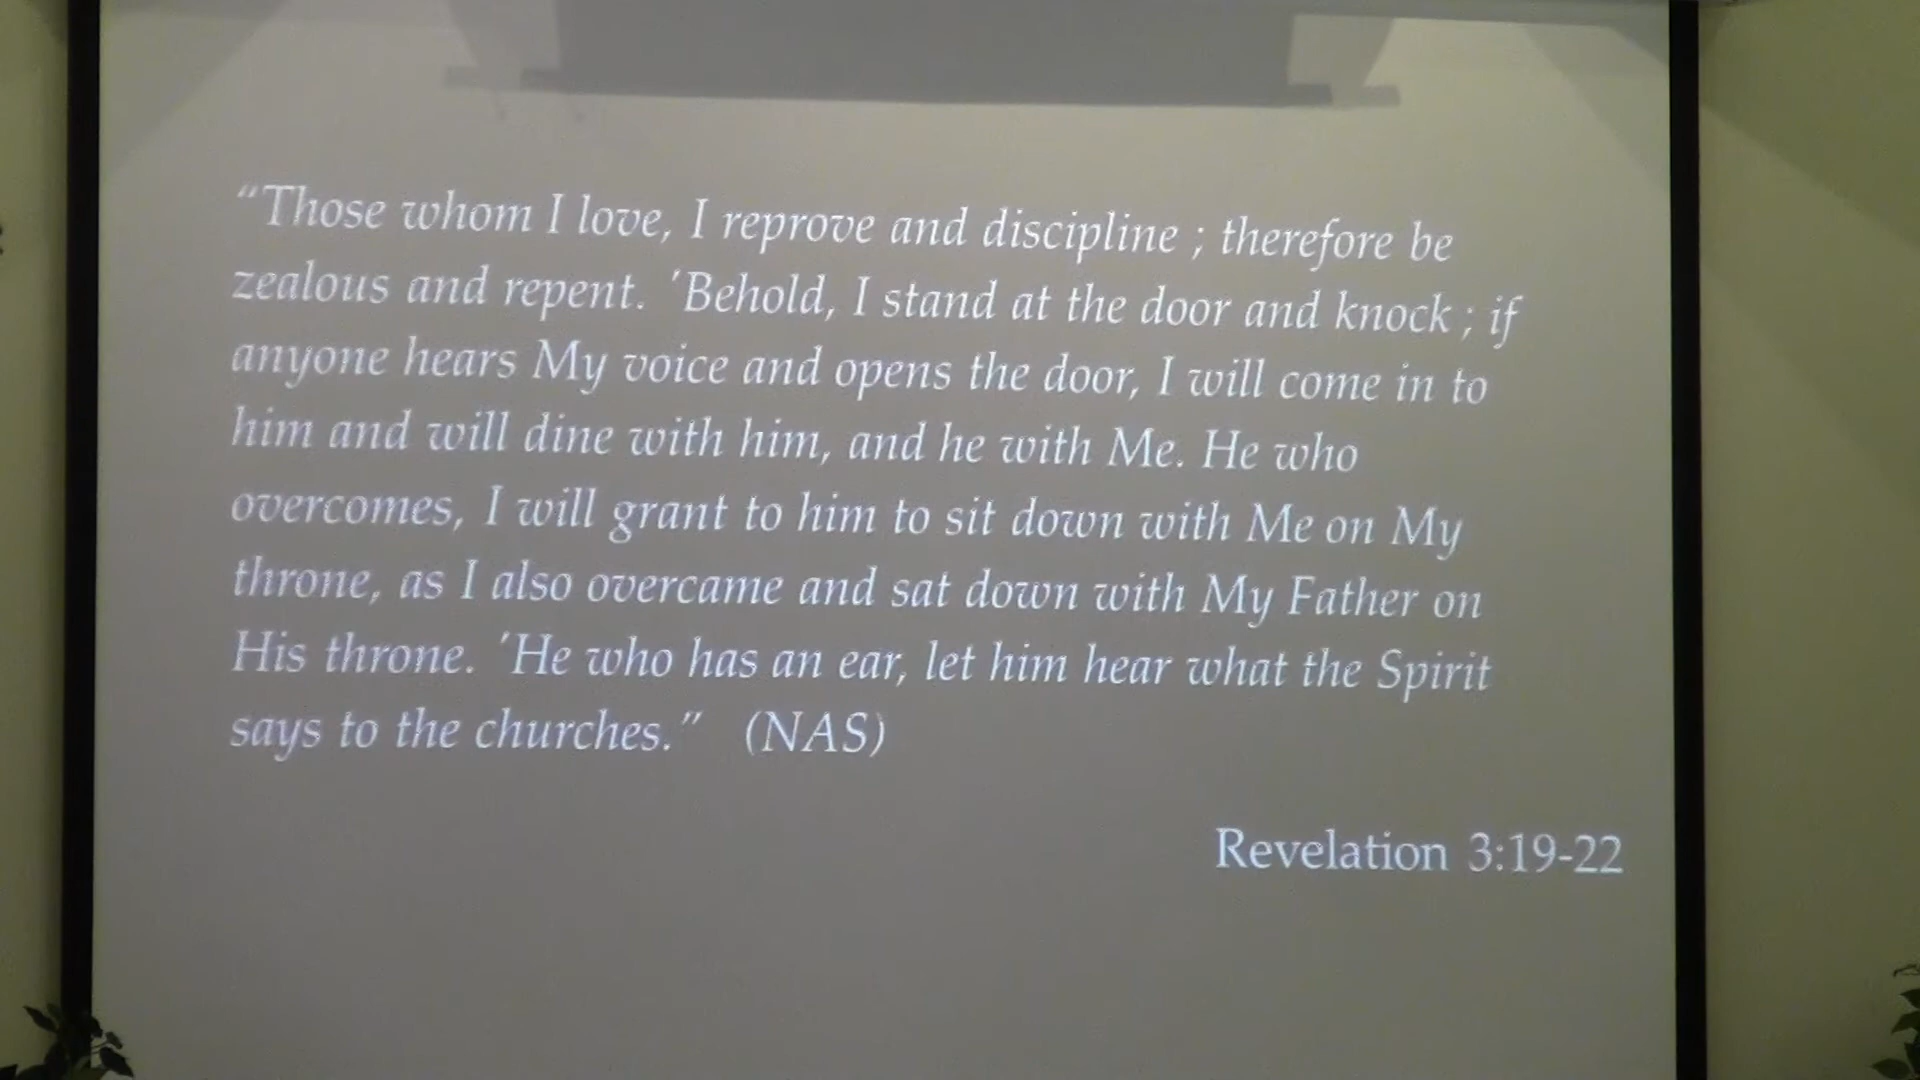 “Those whom I love, I reprove and discipline ; therefore be
zealous and repent. ′Behold, I stand at the door and knock ; if
anyone hears My voice and opens the door, I will come in to
him and will dine with him, and he with Me. He who
overcomes, I will grant to him to sit down with Me on My
throne, as I also overcame and sat down with My Father on
His throne. ′He who has an ear, let him hear what the Spirit
says to the churches.” (NAS)
Revelation 3:19-22